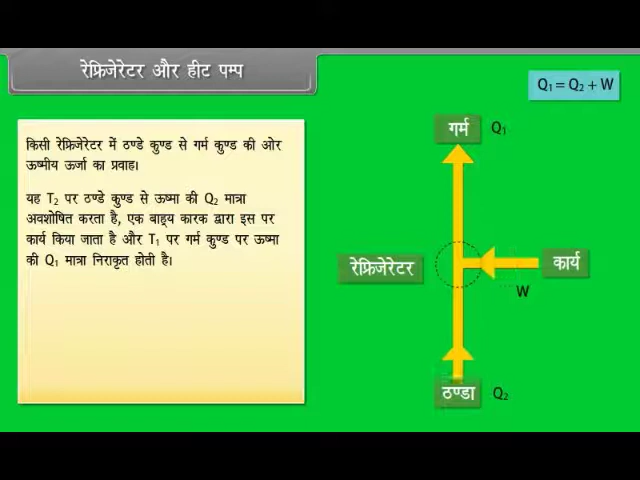 रेफ्रिजेरेटर और हीट पम्प
Q₁ = Q₂ + W
किसी रेफ्रिजेरेटर में ठण्डे कुण्ड से गर्म कुण्ड की ओर
ऊष्मीय ऊर्जा का प्रवाह।
यह T₂ पर ठण्डे कुण्ड से ऊष्मा की Q₂ मात्रा
अवशोषित करता है, एक बाह्य कारक द्वारा इस पर
कार्य किया जाता है और T₁ पर गर्म कुण्ड पर ऊष्मा
की Q₁ मात्रा निराकृत होती है।
गर्म Q₁
रेफ्रिजेरेटर
कार्य
W
ठण्डा Q₂